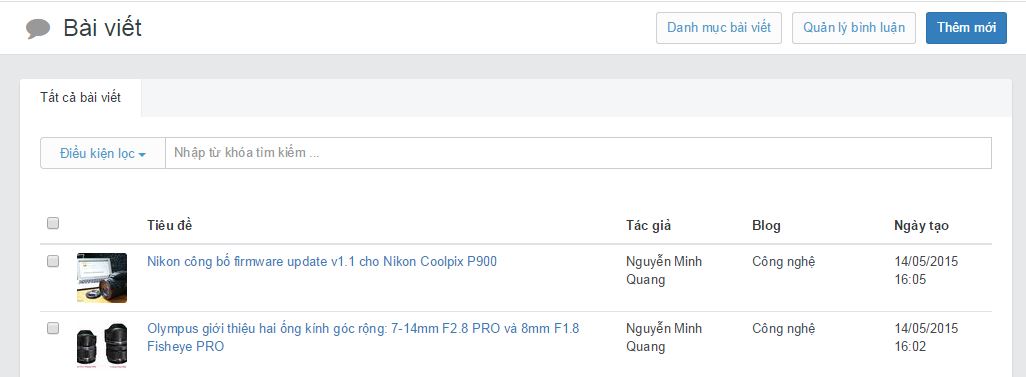 Bài viết
Danh mục bài viết
Quản lý bình luận
Thêm mới
Tất cả bài viết
Điều kiện lọc
Nhập từ khóa tìm kiếm ...
Tiêu đề
Tác giả
Blog
Ngày tạo
Nikon công bố firmware update v1.1 cho Nikon Coolpix P900
Nguyễn Minh
Quang
Công nghệ
14/05/2015
16:05
Olympus giới thiệu hai ống kính góc rộng: 7-14mm F2.8 PRO và 8mm F1.8
Fisheye PRO
Nguyễn Minh
Quang
Công nghệ
14/05/2015
16:02